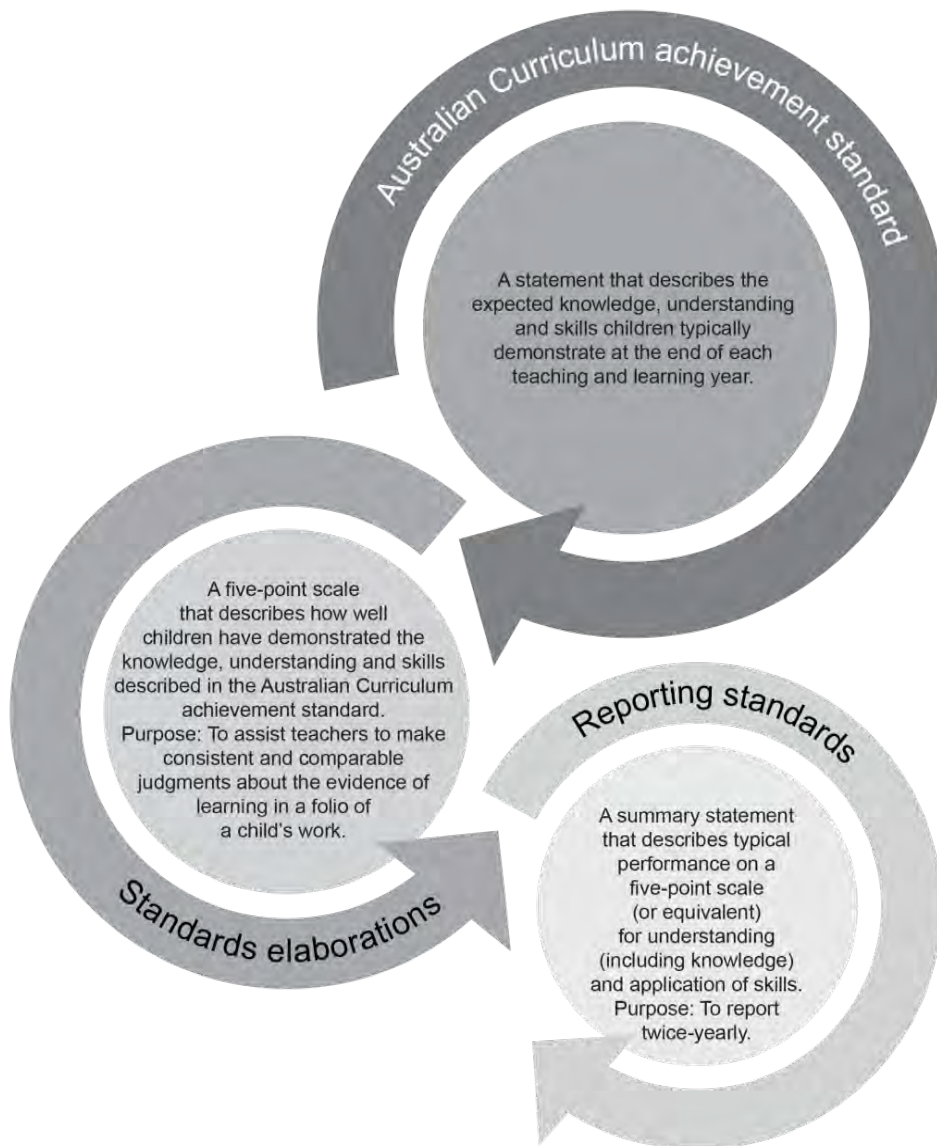 Australian Curriculum achievement standard
A statement that describes the
expected knowledge, understanding
and skills children typically
demonstrate at the end of each
teaching and learning year.
A five-point scale
that describes how well
children have demonstrated the
knowledge, understanding and skills
described in the Australian Curriculum
achievement standard.
Purpose: To assist teachers to make
consistent and comparable
judgments about the evidence of
learning in a folio of
a child's work.
Standards elaborations
Reporting standards
A summary statement
that describes typical
performance on a
five-point scale
(or equivalent)
for understanding
(including knowledge)
and application of skills.
Purpose: To report
twice-yearly.